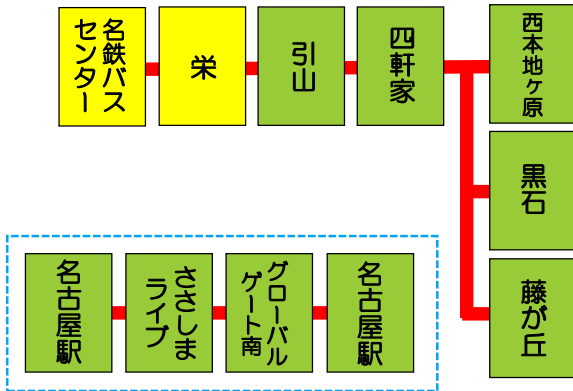 名鉄バス
センター
栄
引山
四軒家
西本地ヶ原
黒石
藤が丘
名古屋駅
ささしま
ライブ
グローバル
ゲート南
名古屋駅